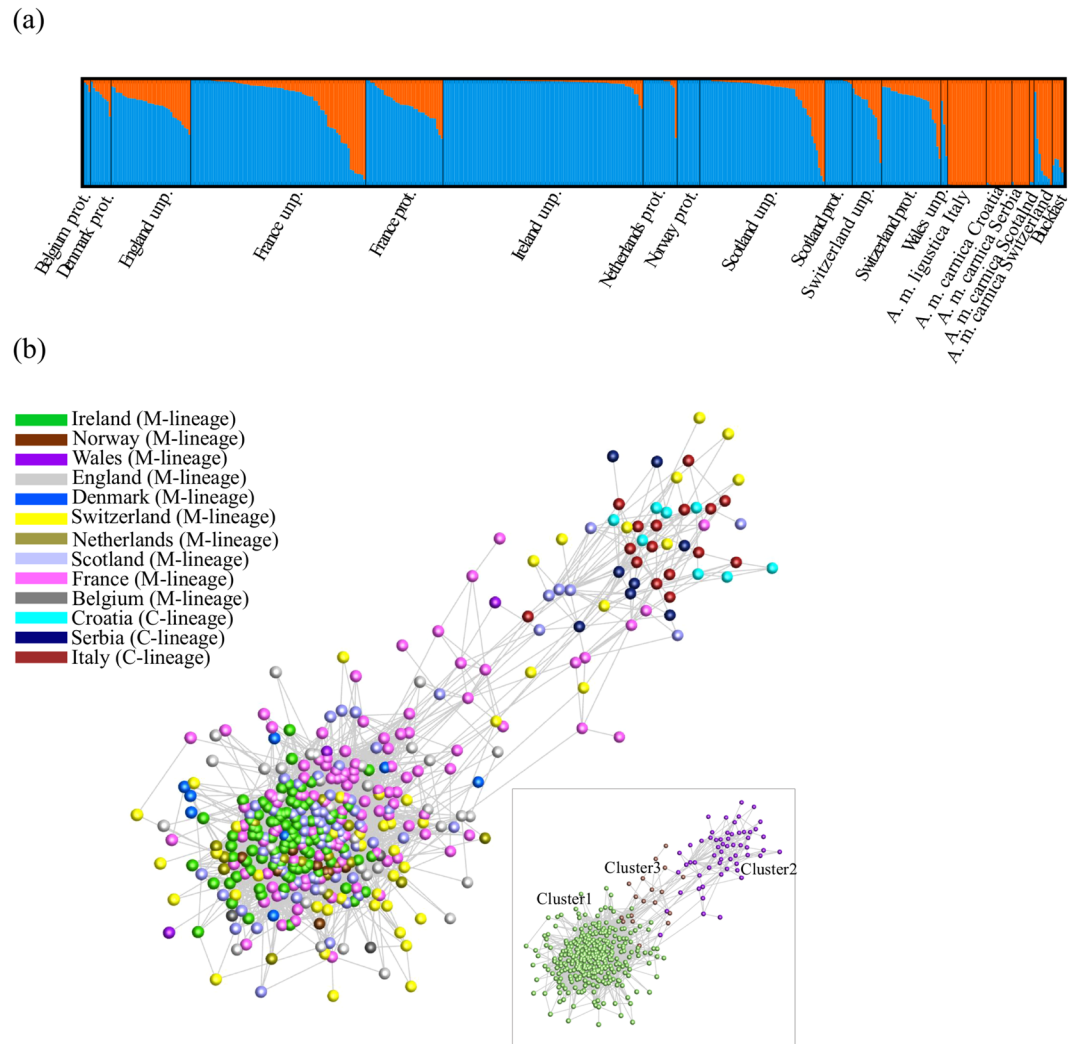 (a)
Belgium prot.
Denmark prot.
England unp.
France unp.
France prot.
Ireland unp.
Netherlands prot.
Norway prot.
Scotland unp.
Scotland prot.
Switzerland unp.
Switzerland prot.
Wales unp.
A. m. ligustica Italy
A. m. carnica Croatia
A. m. carnica Serbia
A. m. carnica Scotaland
A. m. carnica Switzerland
Buckfast
(b)
Ireland (M-lineage)
Norway (M-lineage)
Wales (M-lineage)
England (M-lineage)
Denmark (M-lineage)
Switzerland (M-lineage)
Netherlands (M-lineage)
Scotland (M-lineage)
France (M-lineage)
Belgium (M-lineage)
Croatia (C-lineage)
Serbia (C-lineage)
Italy (C-lineage)
Cluster3
Cluster2
Cluster1